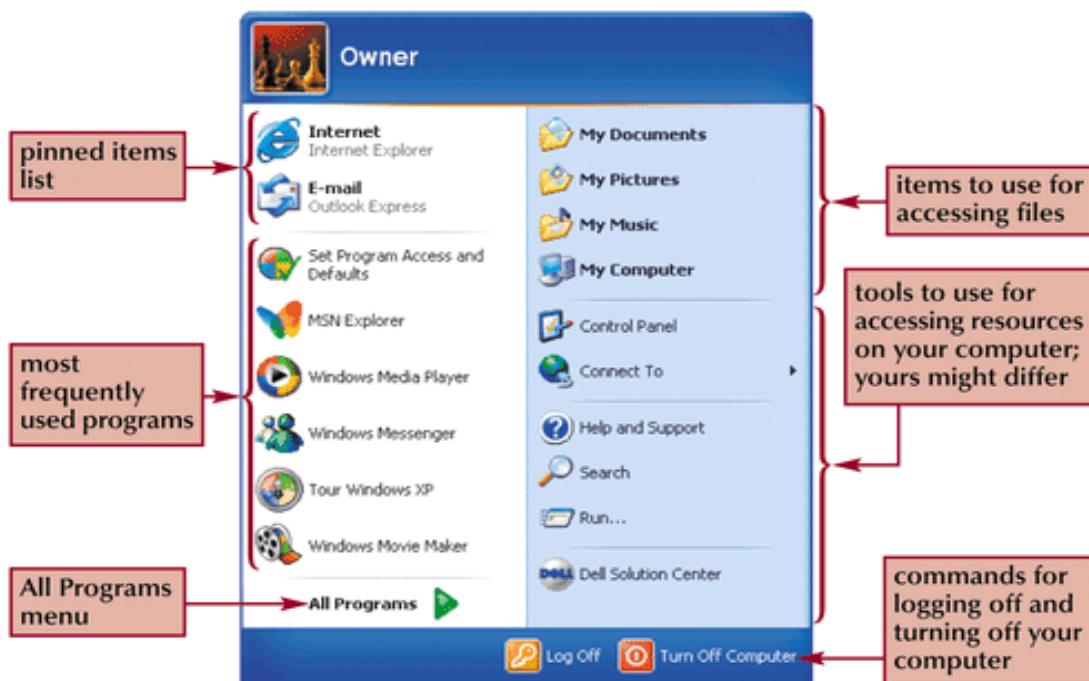 Owner
pinned items
list
Internet
Internet Explorer
E-mail
Outlook Express
most
frequently
used programs
Set Program Access and
Defaults
MSN Explorer
Windows Media Player
Windows Messenger
Tour Windows XP
Windows Movie Maker
All Programs
menu
All Programs
My Documents
My Pictures
My Music
My Computer
items to use for
accessing files
Control Panel
Connect To
Help and Support
Search
Run...
DELL Dell Solution Center
tools to use for
accessing resources
on your computer;
yours might differ
Log Off Turn Off Computer
commands for
logging off and
turning off your
computer